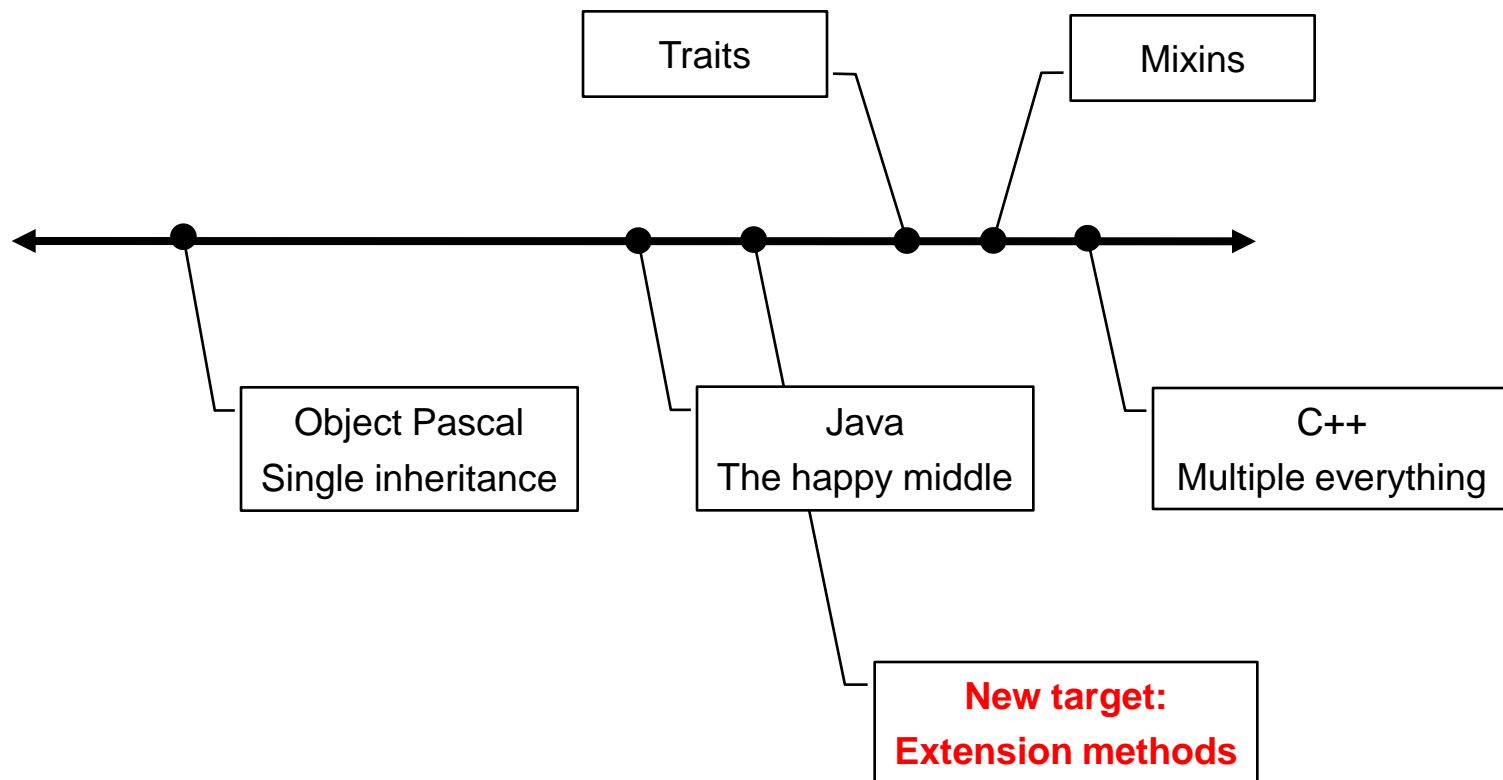 Traits
Mixins
Object Pascal
Single inheritance
Java
The happy middle
C++
Multiple everything
New target:
Extension methods